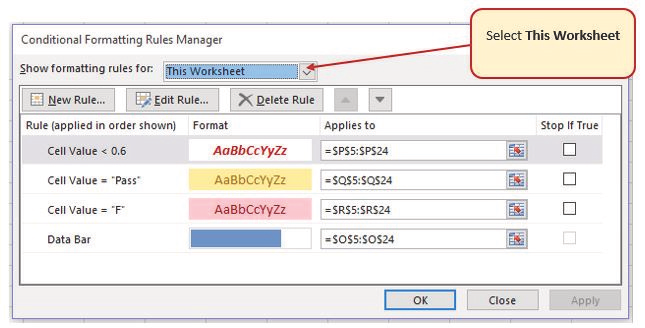 Select This Worksheet
Conditional Formatting Rules Manager
Show formatting rules for: This Worksheet
New Rule... Edit Rule... Delete Rule
Rule (applied in order shown) Format Applies to Stop If True
Cell Value < 0.6 AaBbCcYyZz =$P$5:$P$24
Cell Value = "Pass" AaBbCcYyZz =$Q$5:$Q$24
Cell Value = "F" AaBbCcYyZz =$R$5:$R$24
Data Bar =$O$5:$O$24
OK Close Apply